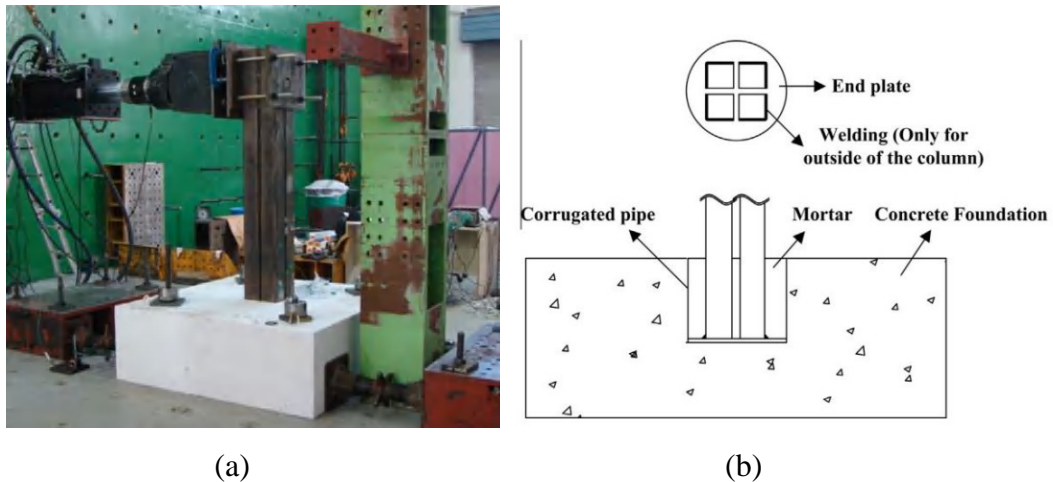 End plate
Welding (Only for
outside of the column)
Corrugated pipe
Mortar
Concrete Foundation
(a)
(b)